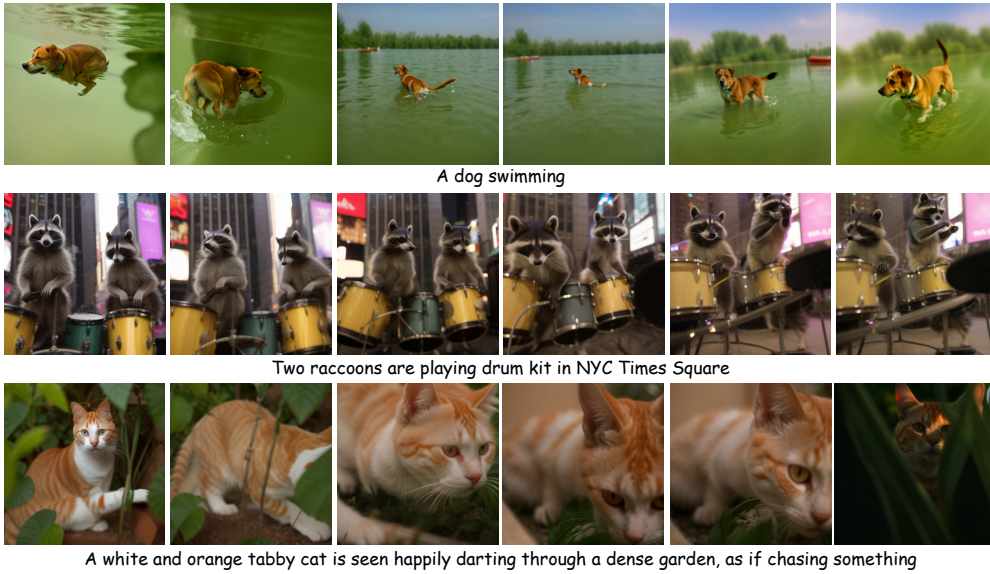 A dog swimming
Two raccoons are playing drum kit in NYC Times Square
A white and orange tabby cat is seen happily darting through a dense garden, as if chasing something